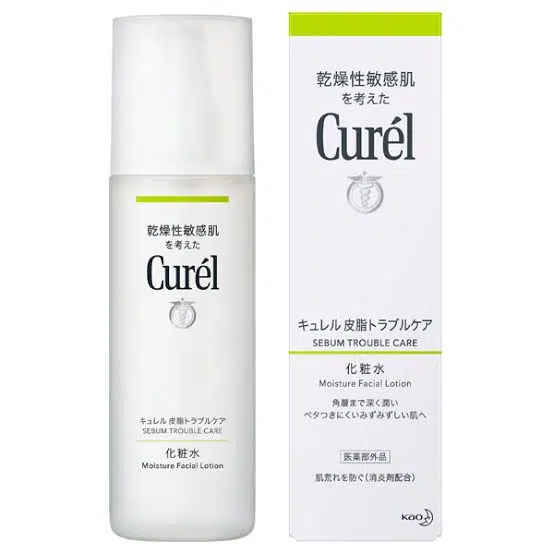 乾燥性敏感肌
を考えた
Curél
キュレル 皮脂トラブルケア
SEBUM TROUBLE CARE
化粧水
Moisture Facial Lotion
乾燥性敏感肌
を考えた
Curél
キュレル 皮脂トラブルケア
SEBUM TROUBLE CARE
化粧水
Moisture Facial Lotion
角層まで深く潤い
ベタつきにくいみずみずしい肌へ
医薬部外品
肌荒れを防ぐ(消炎剤配合)
Kao